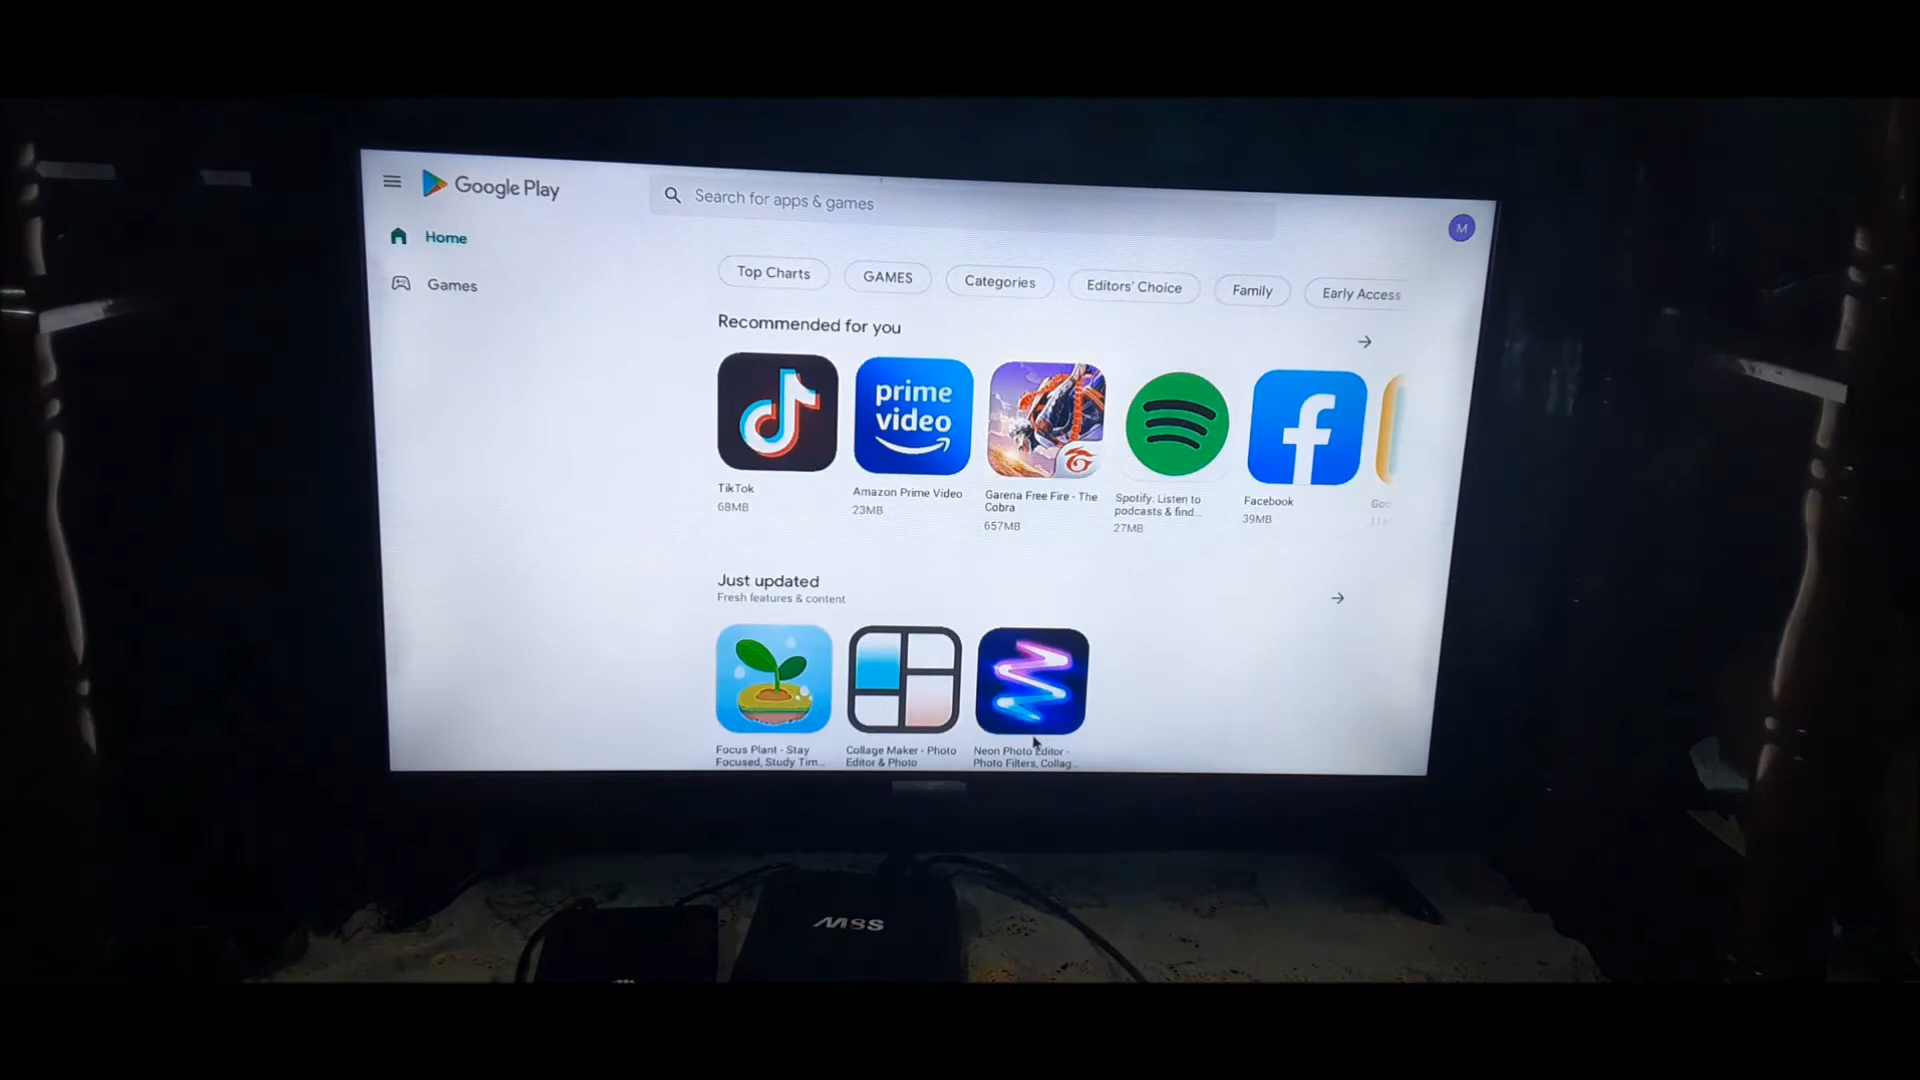 Google Play
Search for apps & games
M
Home
Games
Top Charts
GAMES
Categories
Editors' Choice
Family
Early Access
Recommended for you
prime
video
TikTok
68MB
Amazon Prime Video
23MB
Garena Free Fire - The
Cobra
657MB
Spotify: Listen to
podcasts & find...
27MB
Facebook
39MB
Just updated
Fresh features & content
Focus Plant - Stay
Focused, Study Tim...
Collage Maker - Photo
Editor & Photo
Neon Photo Editor -
Photo Filters, Collag...
M8S